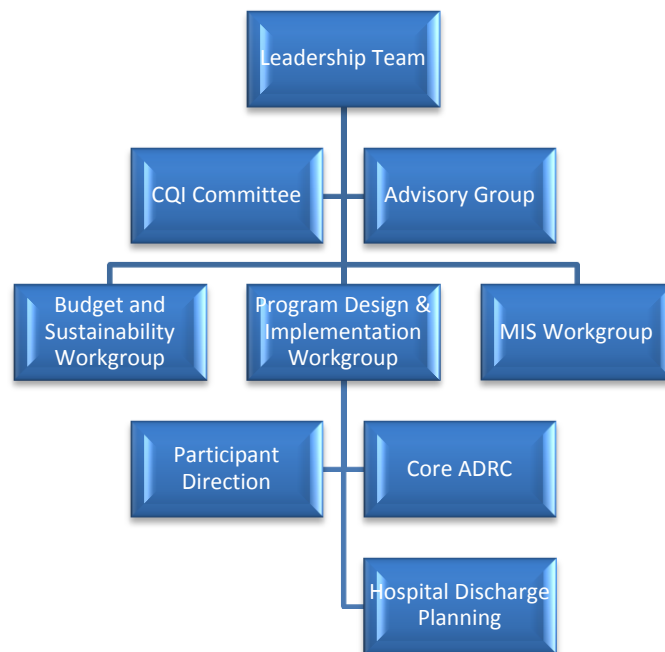 Leadership Team
CQI Committee
Advisory Group
Budget and
Sustainability
Workgroup
Program Design &
Implementation
Workgroup
MIS Workgroup
Participant
Direction
Core ADRC
Hospital Discharge
Planning